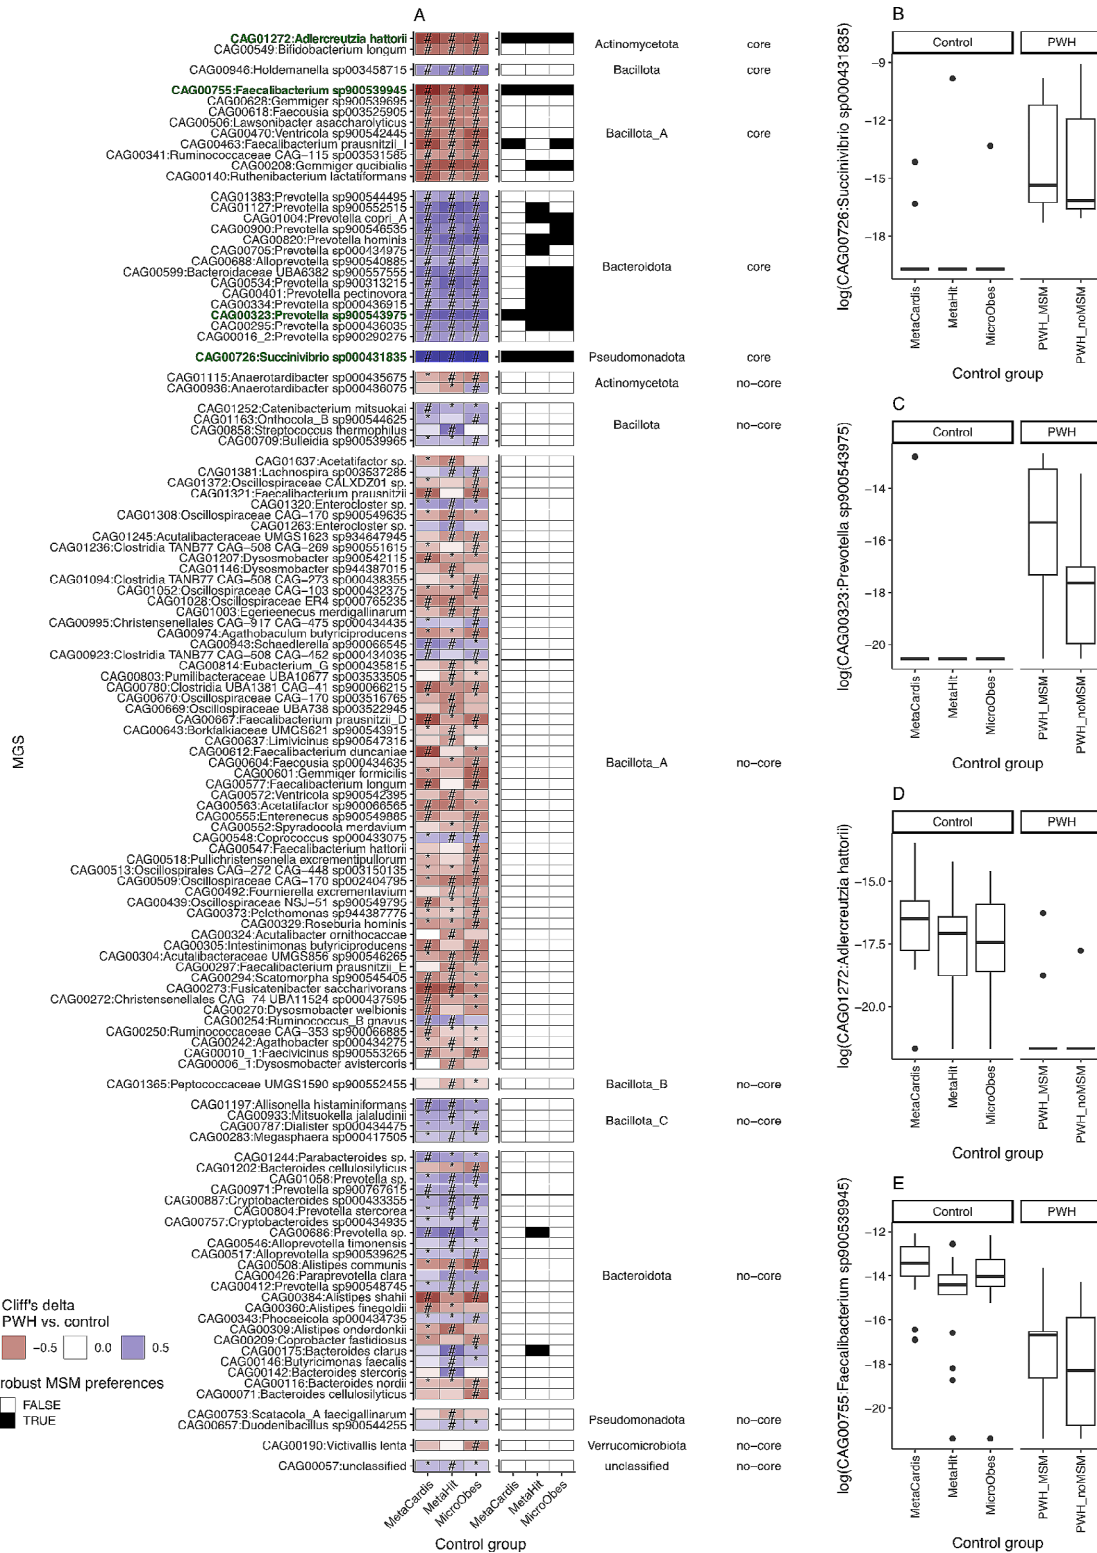 A
CAG01272:Adlercreutzia hattorii
CAG00549:Bifidobacterium longum
Actinomycetota core
CAG00946:Holdemanella sp003458715
Bacillota core
CAG00755:Faecalibacterium sp900539945
CAG00628:Gemmiger sp900539695
CAG00618:Faecousia sp003525905
CAG00506:Lawsonibacter asaccharolyticus
CAG00470:Ventricola sp900542445
CAG00463:Faecalibacterium prausnitzii_I
CAG00341:Ruminococcaceae CAG-115 sp003531585
CAG00208:Gemmiger qucibialis
CAG00140:Ruthenibacterium lactatiformans
Bacillota_A core
CAG01383:Prevotella sp900544495
CAG01127:Prevotella sp900552515
CAG01004:Prevotella copri_A
CAG00900:Prevotella sp900546535
CAG00820:Prevotella hominis
CAG00705:Prevotella sp000434975
CAG00688:Alloprevotella sp900540885
CAG00599:Bacteroidaceae UBA6382 sp900557555
CAG00534:Prevotella sp900313215
CAG00401:Prevotella pectinovora
CAG00334:Prevotella sp000436915
CAG00323:Prevotella sp900543975
CAG00295:Prevotella sp000436035
CAG00016_2:Prevotella sp900290275
Bacteroidota core
CAG00726:Succinivibrio sp000431835
Pseudomonadota core
CAG01115:Anaerotardibacter sp000435675
CAG00936:Anaerotardibacter sp000436075
Actinomycetota no-core
CAG01252:Catenibacterium mitsuokai
CAG01163:Onthocola_B sp900544625
CAG00858:Streptococcus thermophilus
CAG00709:Bulleidia sp900539965
Bacillota no-core
CAG01637:Acetatifactor sp.
CAG01381:Lachnospira sp003537285
CAG01372:Oscillospiraceae CALXDZ01 sp.
CAG01321:Faecalibacterium prausnitzii
CAG01320:Enterocloster sp.
CAG01308:Oscillospiraceae CAG-170 sp900549635
CAG01263:Enterocloster sp.
CAG01245:Acutalibacteraceae UMGS1623 sp934647945
CAG01236:Clostridia TANB77 CAG-508 CAG-269 sp900551615
CAG01207:Dysosmobacter sp900542115
CAG01146:Dysosmobacter sp944387015
CAG01094:Clostridia TANB77 CAG-508 CAG-273 sp000438355
CAG01052:Oscillospiraceae CAG-103 sp000432375
CAG01028:Oscillospiraceae ER4 sp000765235
CAG01003:Egerieenecus merdigallinarum
CAG00995:Christensenellales CAG-917 CAG-475 sp000434435
CAG00974:Agathobaculum butyriciproducens
CAG00943:Schaedlerella sp900066545
CAG00923:Clostridia TANB77 CAG-508 CAG-452 sp000434035
CAG00814:Eubacterium_G sp000435815
CAG00803:Pumilibacteraceae UBA10677 sp003533505
CAG00780:Clostridia UBA1381 CAG-41 sp900066215
CAG00670:Oscillospiraceae CAG-170 sp003516765
CAG00669:Oscillospiraceae UBA738 sp003522945
CAG00667:Faecalibacterium prausnitzii_D
CAG00643:Borkfalkiaceae UMGS621 sp900543915
CAG00637:Limivicinus sp900547315
CAG00612:Faecalibacterium duncaniae
CAG00604:Faecousia sp000434635
CAG00601:Gemmiger formicilis
CAG00577:Faecalibacterium longum
CAG00572:Ventricola sp900542395
CAG00563:Acetatifactor sp900066565
CAG00555:Enterenecus sp900549885
CAG00552:Spyradocola merdavium
CAG00548:Coprococcus sp000433075
CAG00547:Faecalibacterium hattorii
CAG00518:Pullichristensenella excrementipullorum
CAG00513:Oscillospirales CAG-272 CAG-448 sp003150135
CAG00509:Oscillospiraceae CAG-170 sp002404795
CAG00492:Fournierella excrementavium
CAG00439:Oscillospiraceae NSJ-51 sp900549795
CAG00373:Pelethomonas sp944387775
CAG00329:Roseburia hominis
CAG00324:Acutalibacter ornithocaccae
CAG00305:Intestinimonas butyriciproducens
CAG00304:Acutalibacteraceae UMGS856 sp900546265
CAG00297:Faecalibacterium prausnitzii_E
CAG00294:Scatomorpha sp900545405
CAG00273:Fusicatenibacter saccharivorans
CAG00272:Christensenellales CAG_74 UBA11524 sp000437595
CAG00270:Dysosmobacter welbionis
CAG00254:Ruminococcus_B gnavus
CAG00250:Ruminococcaceae CAG-353 sp900066885
CAG00242:Agathobacter sp000434275
CAG00010_1:Faecivicinus sp900553265
CAG00006_1:Dysosmobacter avistercoris
Bacillota_A no-core
CAG01365:Peptococcaceae UMGS1590 sp900552455
Bacillota_B no-core
CAG01197:Allisonella histaminiformans
CAG00933:Mitsuokella jalaludinii
CAG00787:Dialister sp000434475
CAG00283:Megasphaera sp000417505
Bacillota_C no-core
CAG01244:Parabacteroides sp.
CAG01202:Bacteroides cellulosilyticus
CAG01058:Prevotella sp.
CAG00971:Prevotella sp900767615
CAG00887:Cryptobacteroides sp000433355
CAG00804:Prevotella stercorea
CAG00757:Cryptobacteroides sp000434935
CAG00686:Prevotella sp.
CAG00546:Alloprevotella timonensis
CAG00517:Alloprevotella sp900539625
CAG00508:Alistipes communis
CAG00426:Paraprevotella clara
CAG00412:Prevotella sp900548745
CAG00384:Alistipes shahii
CAG00360:Alistipes finegoldii
CAG00343:Phocaeicola sp000434735
CAG00309:Alistipes onderdonkii
CAG00209:Coprobacter fastidiosus
CAG00175:Bacteroides clarus
CAG00146:Butyricimonas faecalis
CAG00142:Bacteroides stercoris
CAG00116:Bacteroides nordii
CAG00071:Bacteroides cellulosilyticus
Bacteroidota no-core
CAG00753:Scatacola_A faecigallinarum
CAG00657:Duodenibacillus sp900544255
Pseudomonadota no-core
CAG00190:Victivallis lenta
Verrucomicrobiota no-core
CAG00057:unclassified
unclassified no-core
MGS
MetaCardis MetaHit MicroObes MetaCardis MetaHit MicroObes
Control group
Cliff's delta
PWH vs. control
-0.5 0.0 0.5
robust MSM preferences
FALSE
TRUE
B
log(CAG00726:Succinivibrio sp000431835)
Control PWH
-9
-12
-15
-18
MetaCardis MetaHit MicroObes PWH_MSM PWH_noMSM
Control group
C
log(CAG00323:Prevotella sp900543975)
Control PWH
-14
-16
-18
-20
MetaCardis MetaHit MicroObes PWH_MSM PWH_noMSM
Control group
D
log(CAG01272:Adlercreutzia hattorii)
Control PWH
-15.0
-17.5
-20.0
MetaCardis MetaHit MicroObes PWH_MSM PWH_noMSM
Control group
E
log(CAG00755:Faecalibacterium sp900539945)
Control PWH
-12
-14
-16
-18
-20
MetaCardis MetaHit MicroObes PWH_MSM PWH_noMSM
Control group